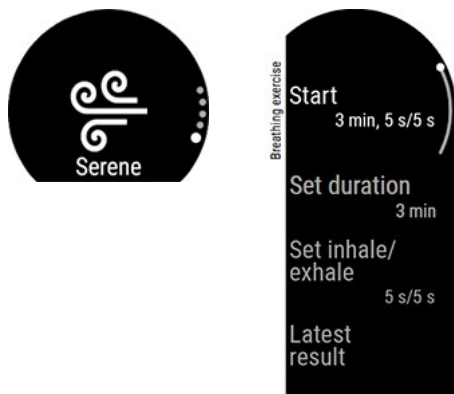 Serene
Breathing exercise
Start
3 min, 5 s/5 s
Set duration
3 min
Set inhale/
exhale
5 s/5 s
Latest
result